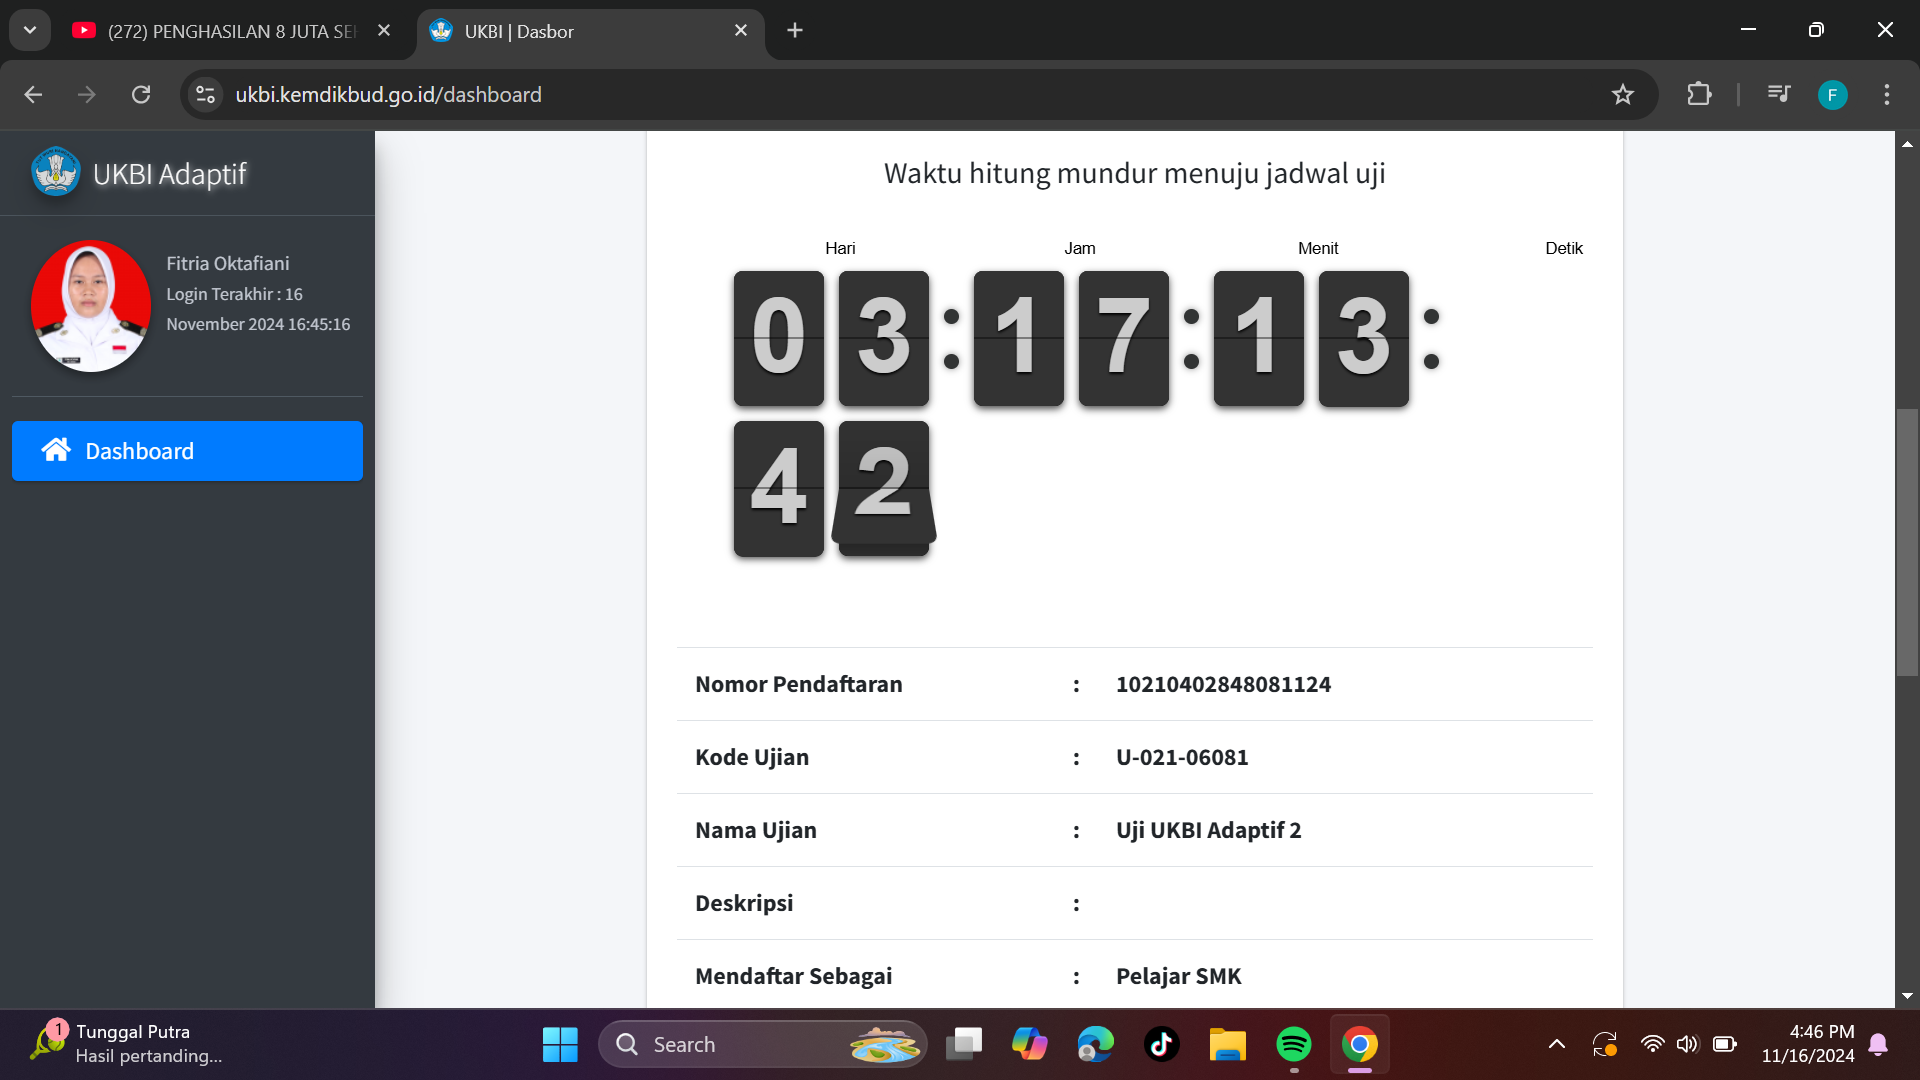 (272) PENGHASILAN 8 JUTA SE
UKBI | Dasbor
ukbi.kemdikbud.go.id/dashboard
F
UKBI Adaptif
Fitria Oktafiani
Login Terakhir : 16
November 2024 16:45:16
Dashboard
Waktu hitung mundur menuju jadwal uji
Hari Jam Menit Detik
03:17:13:
42
Nomor Pendaftaran : 10210402848081124
Kode Ujian : U-021-06081
Nama Ujian : Uji UKBI Adaptif 2
Deskripsi :
Mendaftar Sebagai : Pelajar SMK
1
Tunggal Putra
Hasil pertanding...
Search
4:46 PM
11/16/2024